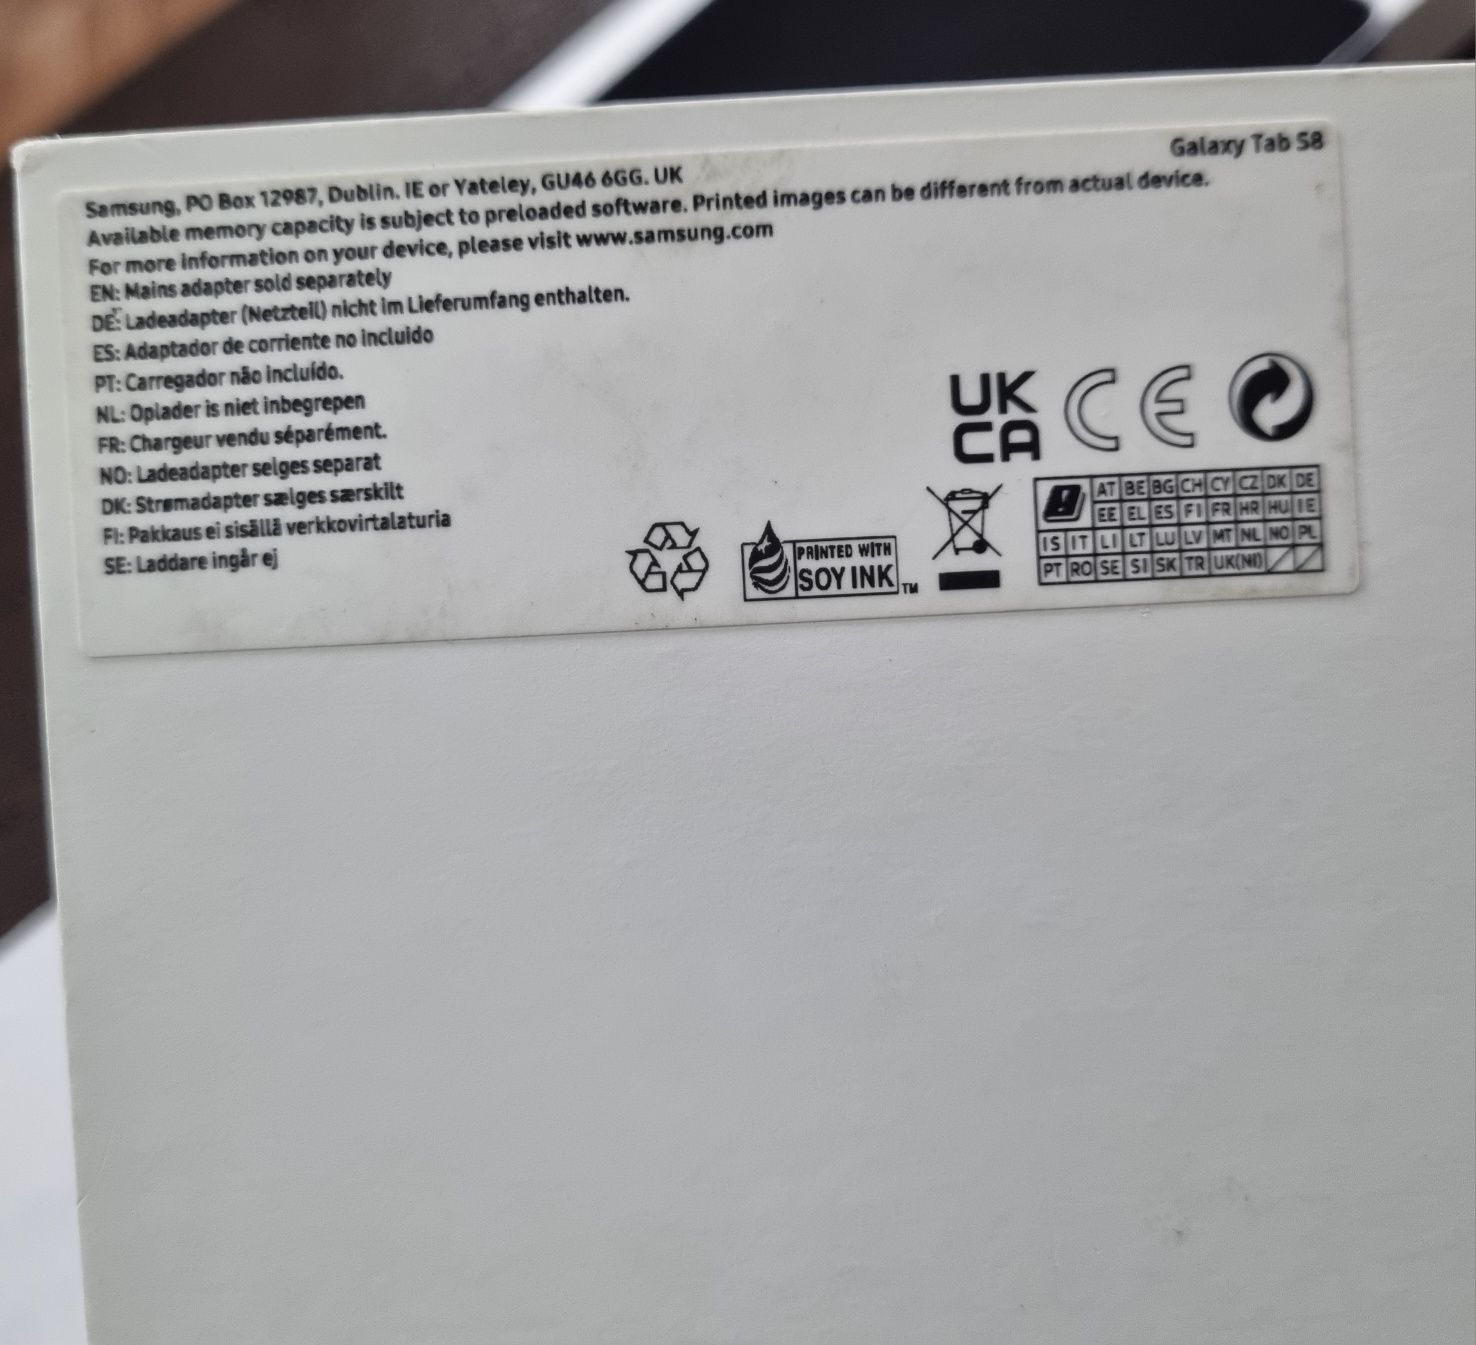 Galaxy Tab S8
Samsung, PO Box 12987, Dublin. IE or Yateley, GU46 6GG. UK
Available memory capacity is subject to preloaded software. Printed images can be different from actual device.
For more information on your device, please visit www.samsung.com
EN: Mains adapter sold separately
DE: Ladeadapter (Netzteil) nicht im Lieferumfang enthalten.
ES: Adaptador de corriente no incluido
PT: Carregador não incluído.
NL: Oplader is niet inbegrepen
FR: Chargeur vendu séparément.
NO: Ladeadapter selges separat
DK: Strømadapter sælges særskilt
FI: Pakkaus ei sisällä verkkovirtalaturia
SE: Laddare ingår ej
UK
CA
CE
PRINTED WITH
SOY INK™
AT BE BG CH CY CZ DK DE
EE EL ES FI FR HR HU IE
IS IT LI LT LU LV MT NL NO PL
PT RO SE SI SK TR UK(NI)